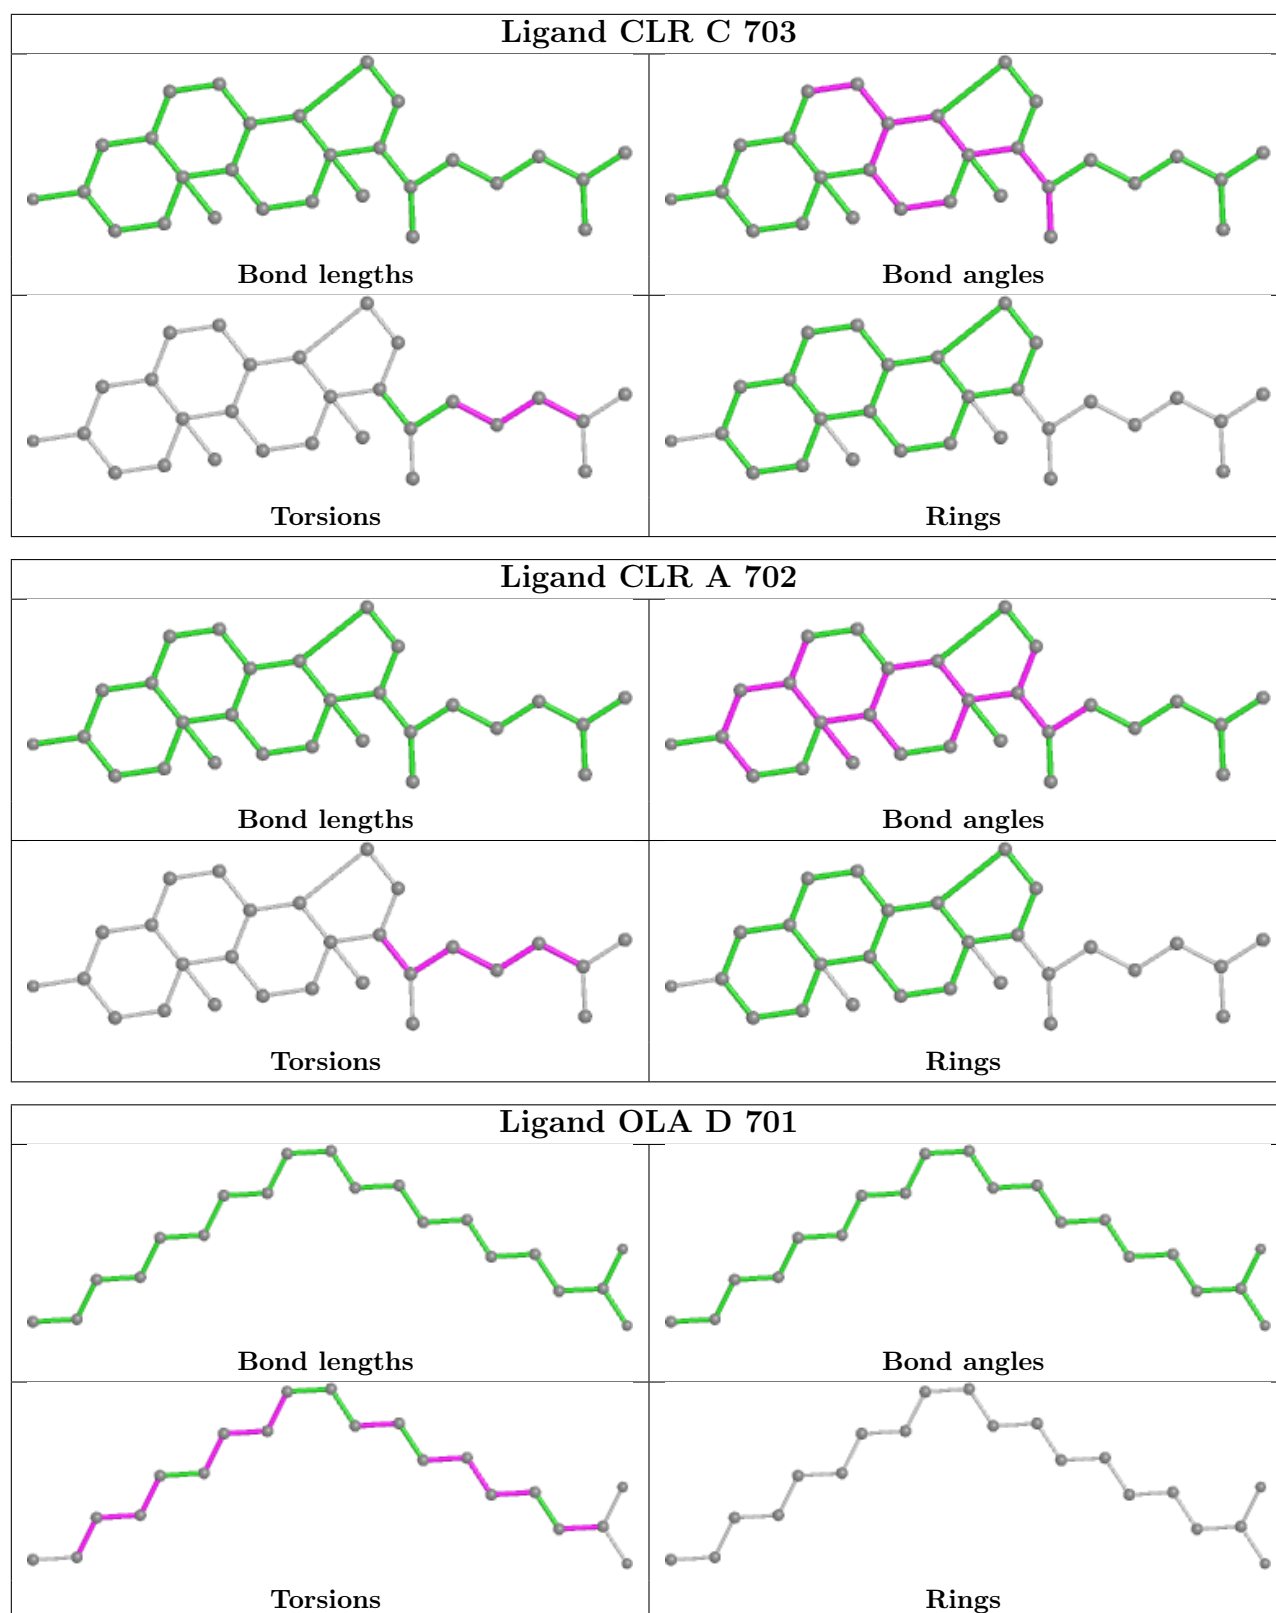 Ligand CLR C 703
Bond lengths
Bond angles
Torsions
Rings
Ligand CLR A 702
Bond lengths
Bond angles
Torsions
Rings
Ligand OLA D 701
Bond lengths
Bond angles
Torsions
Rings